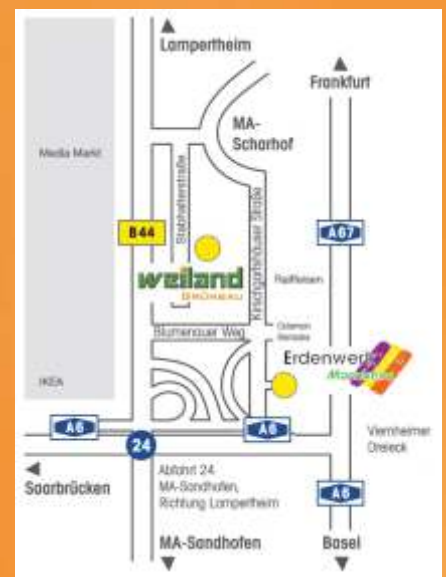 Lampertheim
Frankfurt
MA-
Scharhof
Media Markt
Stabhalterstraße
B44
A67
Kirschgartshäuser Straße
weiland
GRÜNBAU
Raiffeisen
Blumenauer Weg
Erdenwerk
IKEA
A6
A6
Viernheimer
Dreieck
24
Saarbrücken
Abfahrt 24
MA-Sandhofen,
Richtung Lampertheim
A6
MA-Sandhofen
Basel